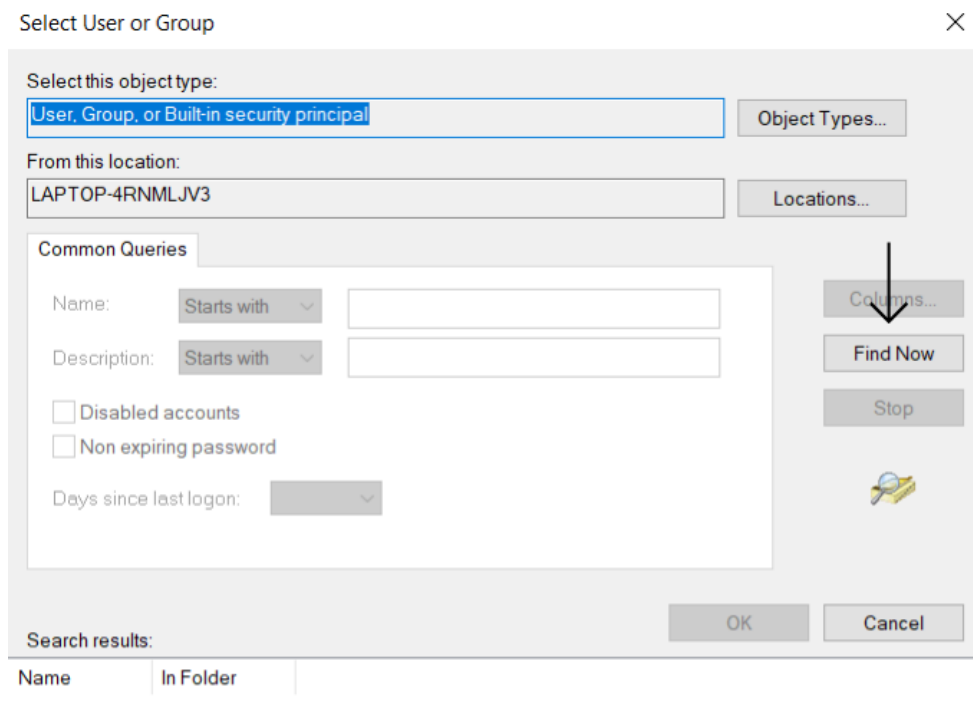 Select User or Group
Select this object type:
User, Group, or Built-in security principal
Object Types...
From this location:
LAPTOP-4RNMLJV3
Locations...
Common Queries
Name:
Starts with
Columns...
Description:
Starts with
Find Now
Disabled accounts
Stop
Non expiring password
Days since last logon:
OK
Cancel
Search results:
Name
In Folder